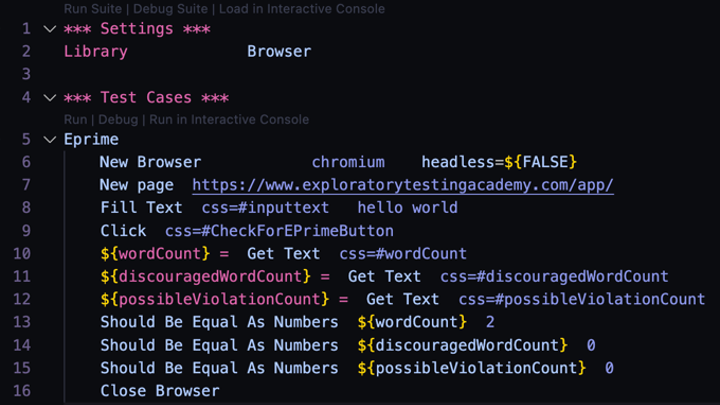 Run Suite | Debug Suite | Load in Interactive Console
1 *** Settings ***
2 Library Browser
3
4 *** Test Cases ***
Run | Debug | Run in Interactive Console
5 Eprime
6 New Browser chromium headless=${FALSE}
7 New page https://www.exploratorytestingacademy.com/app/
8 Fill Text css=#inputtext hello world
9 Click css=#CheckForEPrimeButton
10 ${wordCount} = Get Text css=#wordCount
11 ${discouragedWordCount} = Get Text css=#discouragedWordCount
12 ${possibleViolationCount} = Get Text css=#possibleViolationCount
13 Should Be Equal As Numbers ${wordCount} 2
14 Should Be Equal As Numbers ${discouragedWordCount} 0
15 Should Be Equal As Numbers ${possibleViolationCount} 0
16 Close Browser